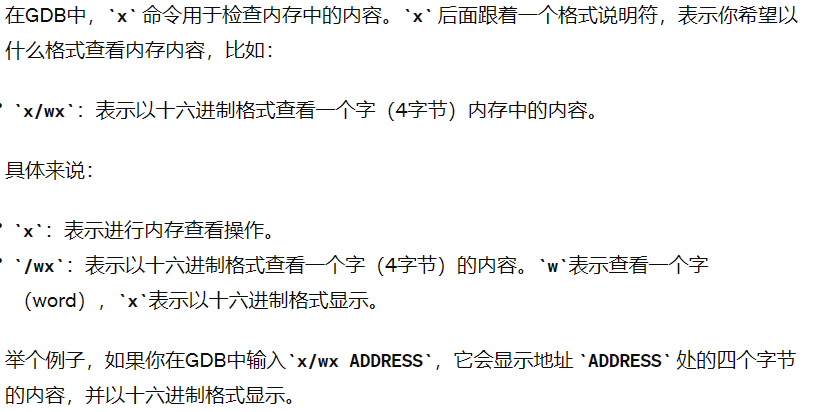 在GDB中，`x` 命令用于检查内存中的内容。`x` 后面跟着一个格式说明符，表示你希望以
什么格式查看内存内容，比如：
• `x/wx`：表示以十六进制格式查看一个字（4字节）内存中的内容。
具体来说：
• `x`：表示进行内存查看操作。
• `/wx`：表示以十六进制格式查看一个字（4字节）的内容。`w`表示查看一个字
（word），`x`表示以十六进制格式显示。
举个例子，如果你在GDB中输入`x/wx ADDRESS`，它会显示地址 `ADDRESS` 处的四个字节
的内容，并以十六进制格式显示。